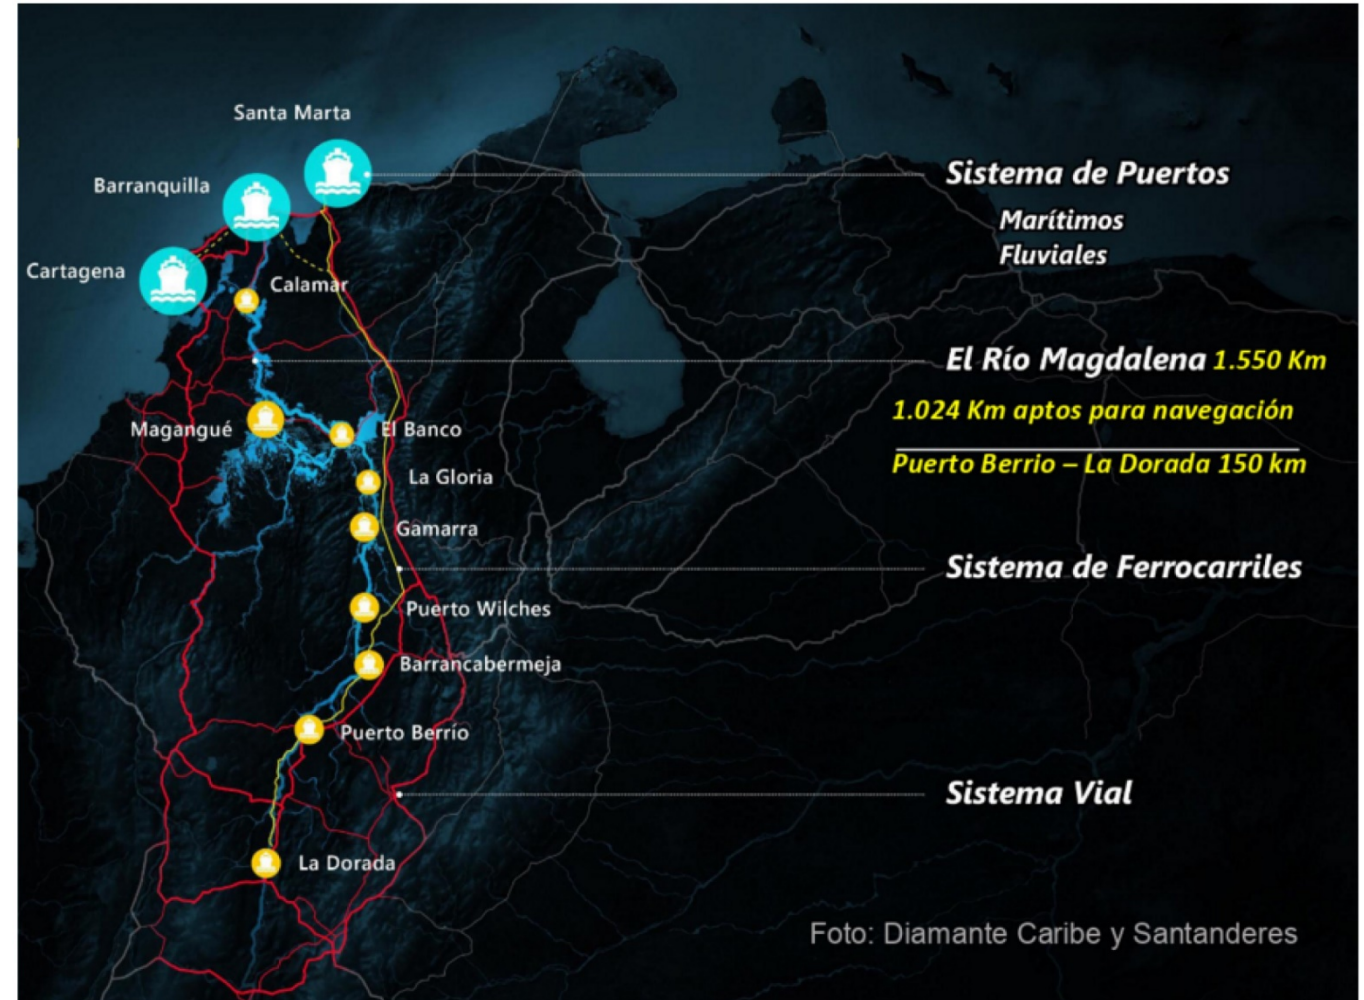 Santa Marta
Barranquilla
Cartagena
Calamar
Magangué
El Banco
La Gloria
Gamarra
Puerto Wilches
Barrancabermeja
Puerto Berrío
La Dorada
Sistema de Puertos
Marítimos
Fluviales
El Río Magdalena 1.550 Km
1.024 Km aptos para navegación
Puerto Berrio – La Dorada 150 km
Sistema de Ferrocarriles
Sistema Vial
Foto: Diamante Caribe y Santanderes